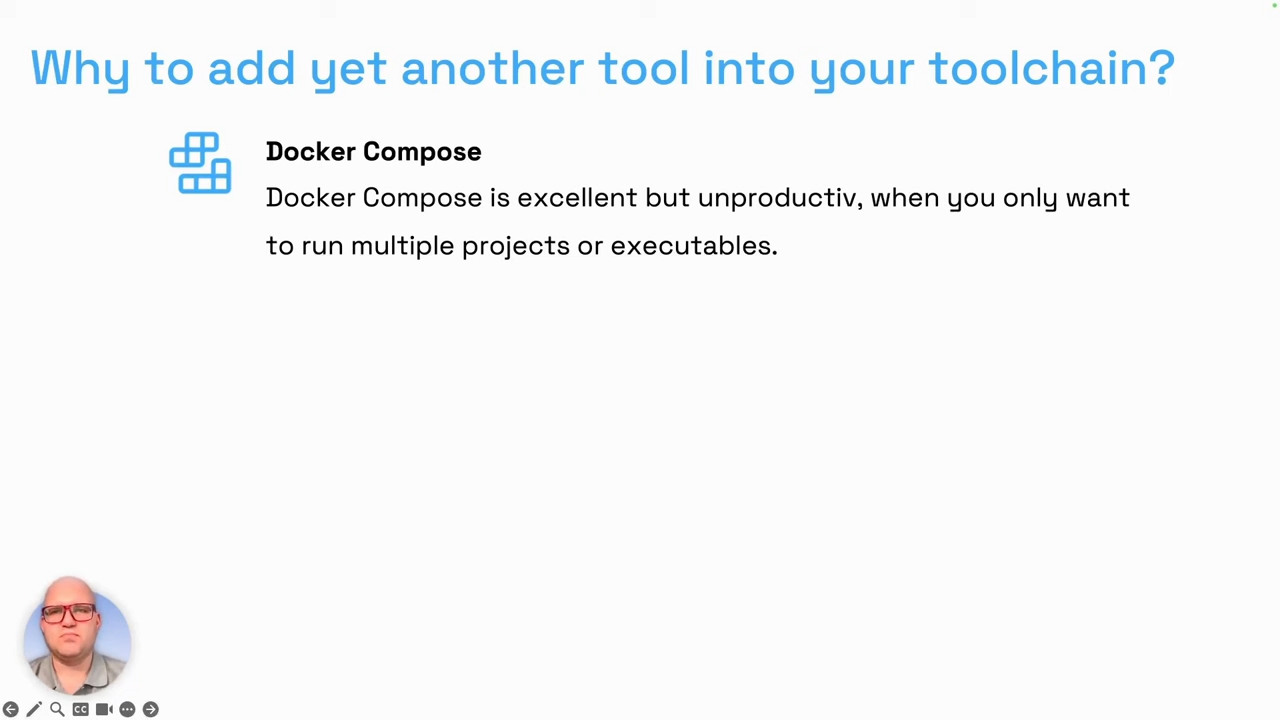 Why to add yet another tool into your toolchain?
Docker Compose
Docker Compose is excellent but unproductiv, when you only want
to run multiple projects or executables.
CC